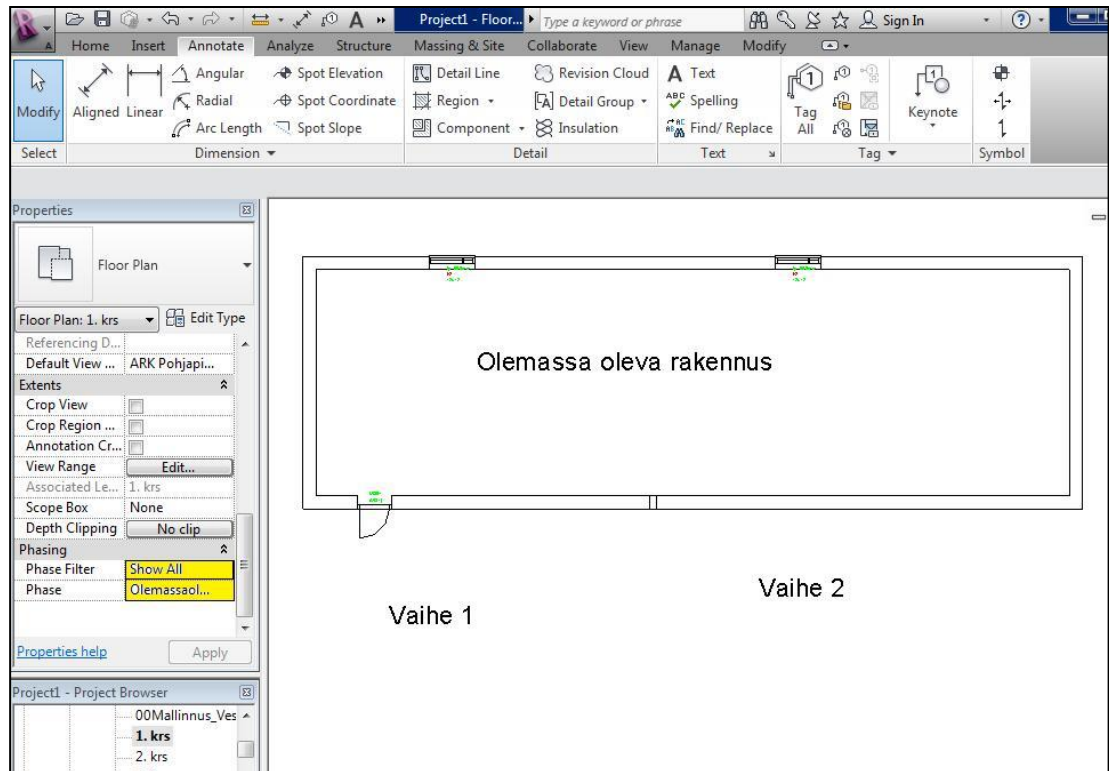 Project1 - Floor... Type a keyword or phrase Sign In
Home Insert Annotate Analyze Structure Massing & Site Collaborate View Manage Modify
Modify
Aligned Linear
Angular
Radial
Arc Length
Spot Elevation
Spot Coordinate
Spot Slope
Detail Line
Region
Component
Revision Cloud
Detail Group
Insulation
A Text
ABC Spelling
Find/ Replace
Tag
All
Keynote
Select Dimension Detail Text Tag Symbol
Properties
Floor Plan
Floor Plan: 1. krs Edit Type
Referencing D...
Default View ... ARK Pohjapi...
Extents
Crop View
Crop Region ...
Annotation Cr...
View Range Edit...
Associated Le... 1. krs
Scope Box None
Depth Clipping No clip
Phasing
Phase Filter Show All
Phase Olemassaol...
Properties help Apply
Project1 - Project Browser
00Mallinnus_Ves
1. krs
2. krs
Olemassa oleva rakennus
Vaihe 1
Vaihe 2